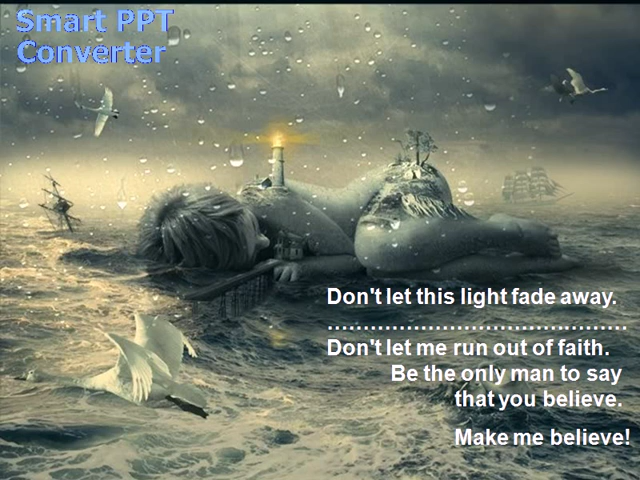 Smart PPT
Converter
Don't let this light fade away.
...........................................
Don't let me run out of faith.
Be the only man to say
that you believe.
Make me believe!